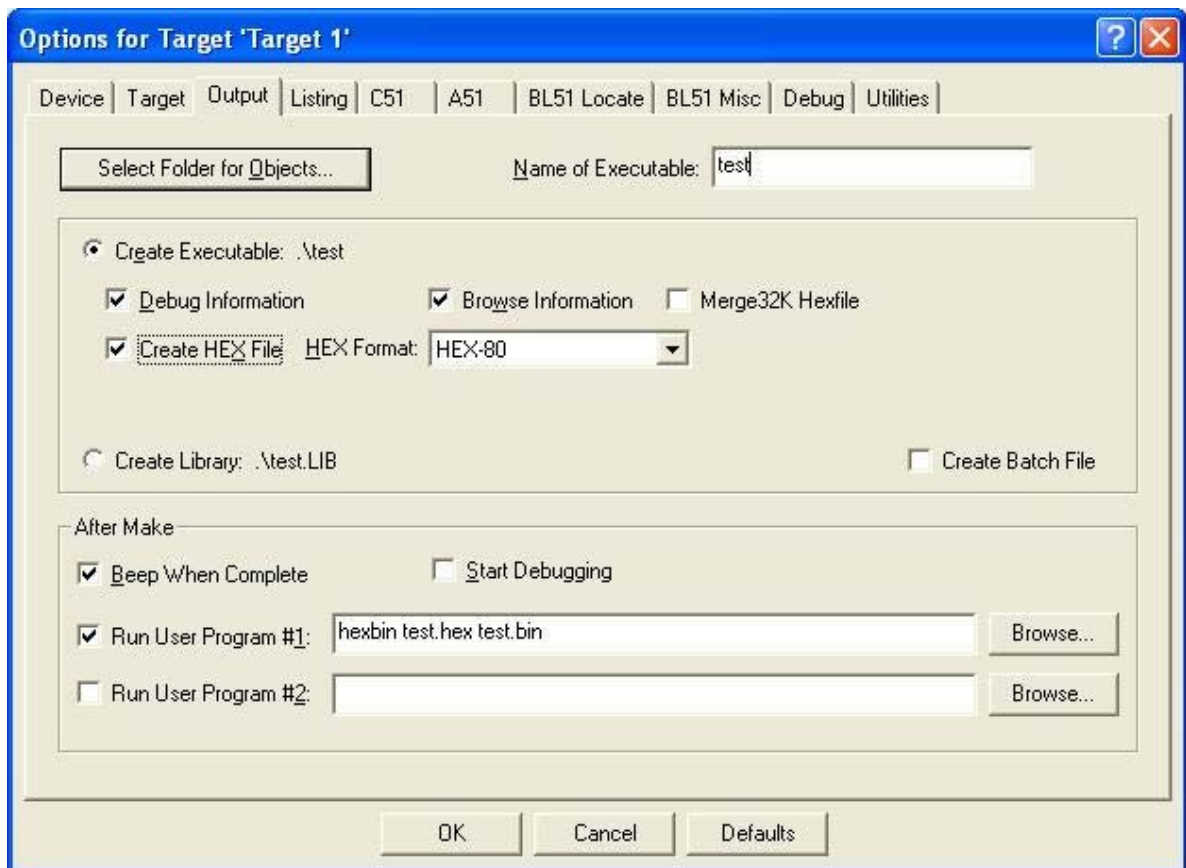 Options for Target 'Target 1'
Device Target Output Listing C51 A51 BL51 Locate BL51 Misc Debug Utilities
Select Folder for Objects... Name of Executable: test
Create Executable: .\test
Debug Information Browse Information Merge32K Hexfile
Create HEX File HEX Format: HEX-80
Create Library: .\test.LIB Create Batch File
After Make
Beep When Complete Start Debugging
Run User Program #1: hexbin test.hex test.bin Browse...
Run User Program #2: Browse...
OK Cancel Defaults